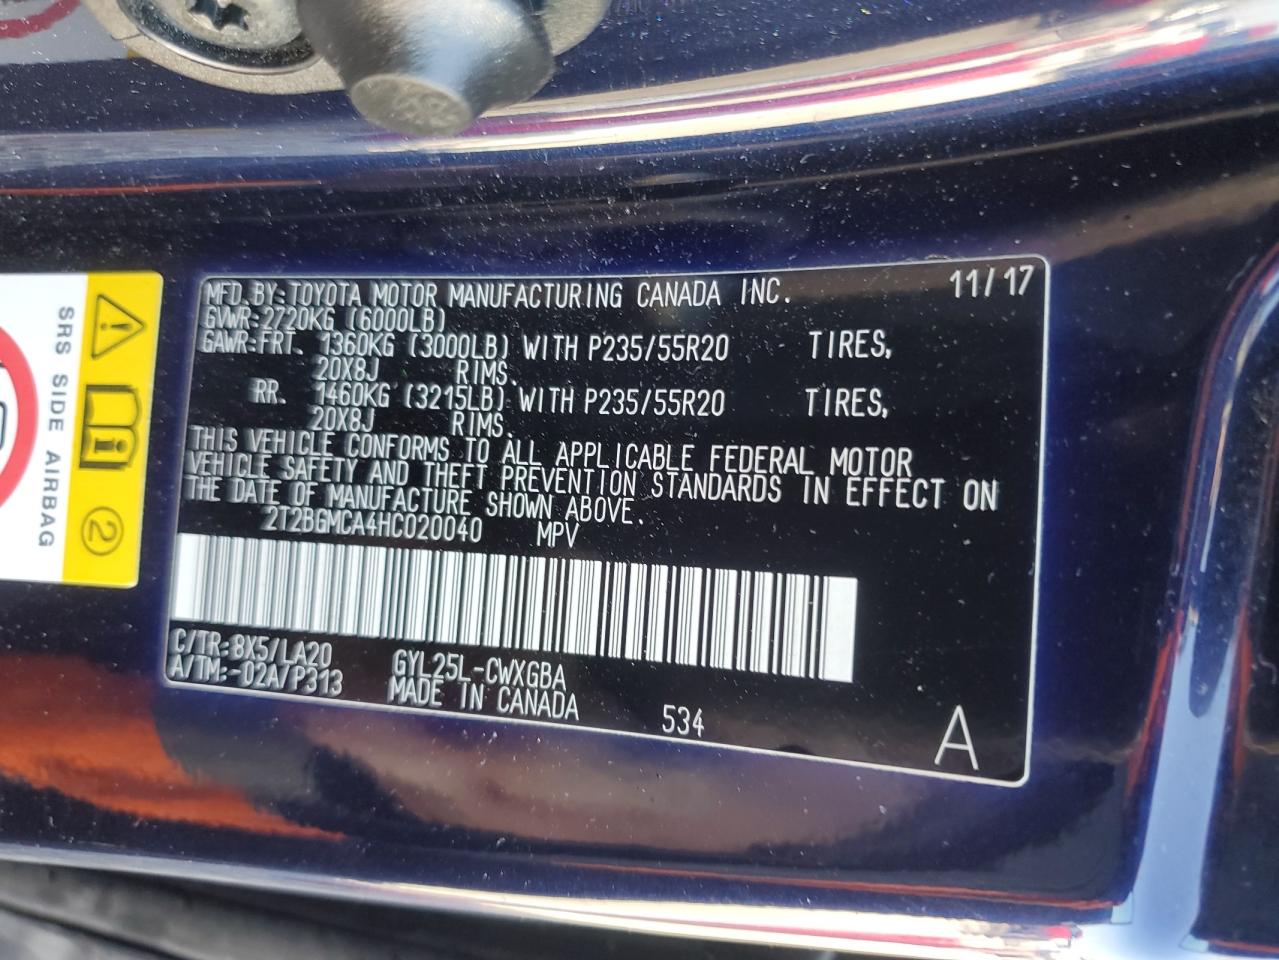 SRS SIDE AIRBAG
2
MFD.BY:TOYOTA MOTOR MANUFACTURING CANADA INC. 11/17
GVWR:2720KG (6000LB)
GAWR:FRT. 1360KG (3000LB) WITH P235/55R20 TIRES,
20X8J RIMS,
RR. 1460KG (3215LB) WITH P235/55R20 TIRES,
20X8J RIMS.
THIS VEHICLE CONFORMS TO ALL APPLICABLE FEDERAL MOTOR
VEHICLE SAFETY AND THEFT PREVENTION STANDARDS IN EFFECT ON
THE DATE OF MANUFACTURE SHOWN ABOVE.
2T2BGMCA4HC020040 MPV
C/TR:8X5/LA20 GYL25L-CWXGBA
A/TM:-02A/P313 MADE IN CANADA 534 A